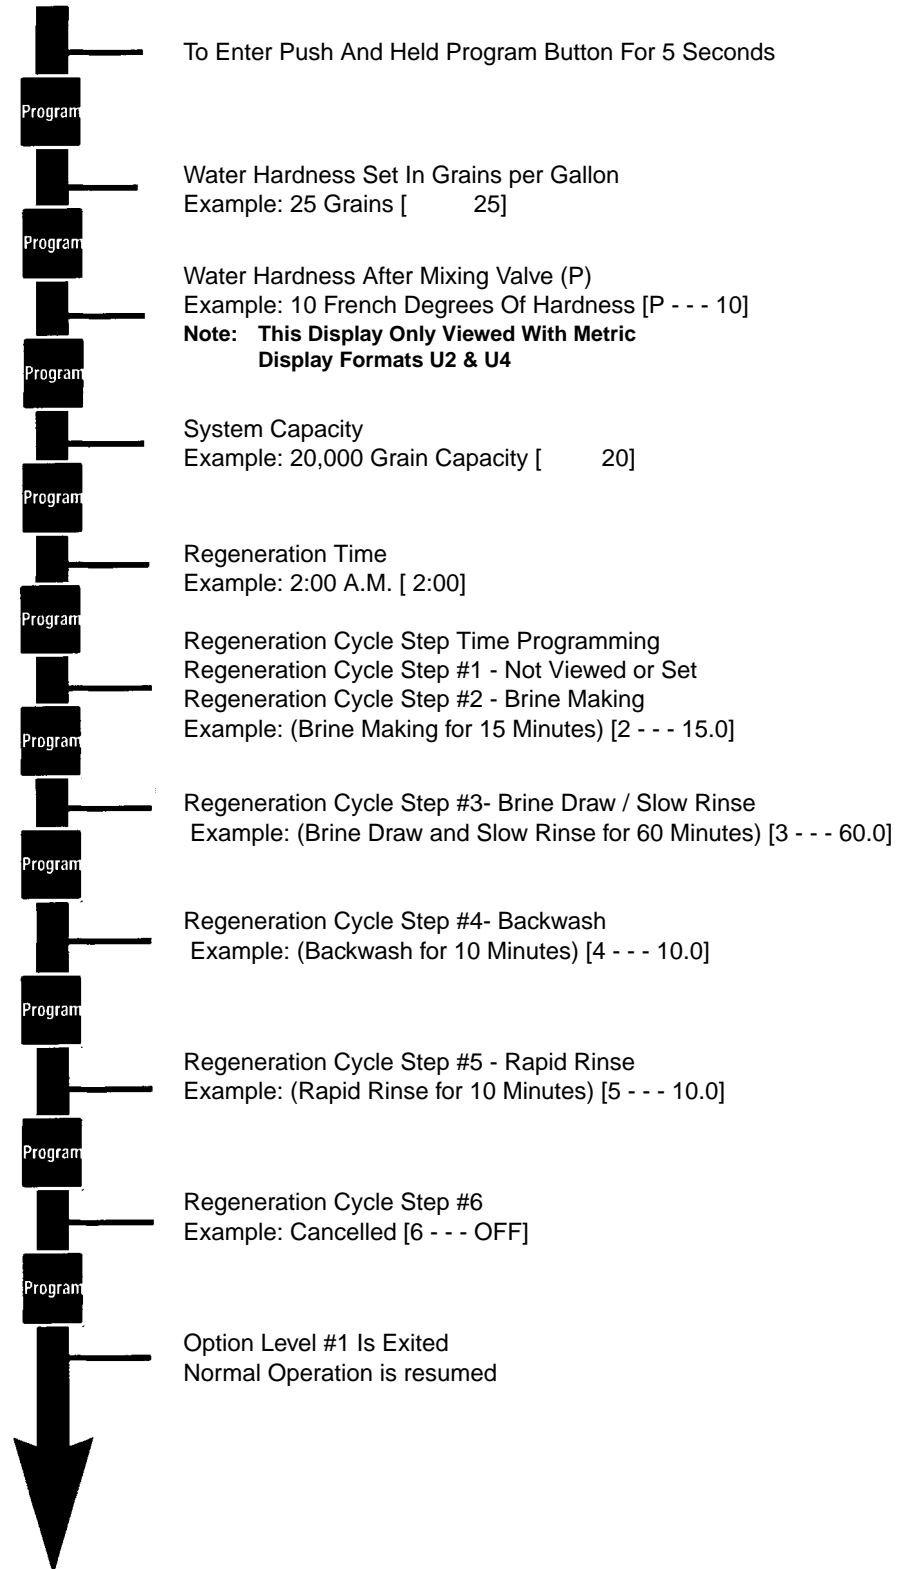 To Enter Push And Held Program Button For 5 Seconds
Program
Water Hardness Set In Grains per Gallon
Example: 25 Grains [ 25]
Program
Water Hardness After Mixing Valve (P)
Example: 10 French Degrees Of Hardness [P - - - 10]
Note: This Display Only Viewed With Metric
Display Formats U2 & U4
Program
System Capacity
Example: 20,000 Grain Capacity [ 20]
Program
Regeneration Time
Example: 2:00 A.M. [ 2:00]
Program
Regeneration Cycle Step Time Programming
Regeneration Cycle Step #1 - Not Viewed or Set
Regeneration Cycle Step #2 - Brine Making
Example: (Brine Making for 15 Minutes) [2 - - - 15.0]
Program
Regeneration Cycle Step #3- Brine Draw / Slow Rinse
Example: (Brine Draw and Slow Rinse for 60 Minutes) [3 - - - 60.0]
Program
Regeneration Cycle Step #4- Backwash
Example: (Backwash for 10 Minutes) [4 - - - 10.0]
Program
Regeneration Cycle Step #5 - Rapid Rinse
Example: (Rapid Rinse for 10 Minutes) [5 - - - 10.0]
Program
Regeneration Cycle Step #6
Example: Cancelled [6 - - - OFF]
Program
Option Level #1 Is Exited
Normal Operation is resumed